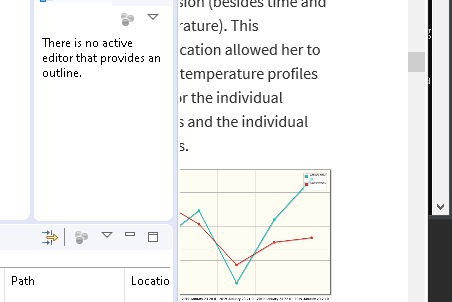 sion (besides time and
There is no active
editor that provides an
outline.
rature). This
cation allowed her to
temperature profiles
or the individual
s and the individual
s.
Path
Locatio